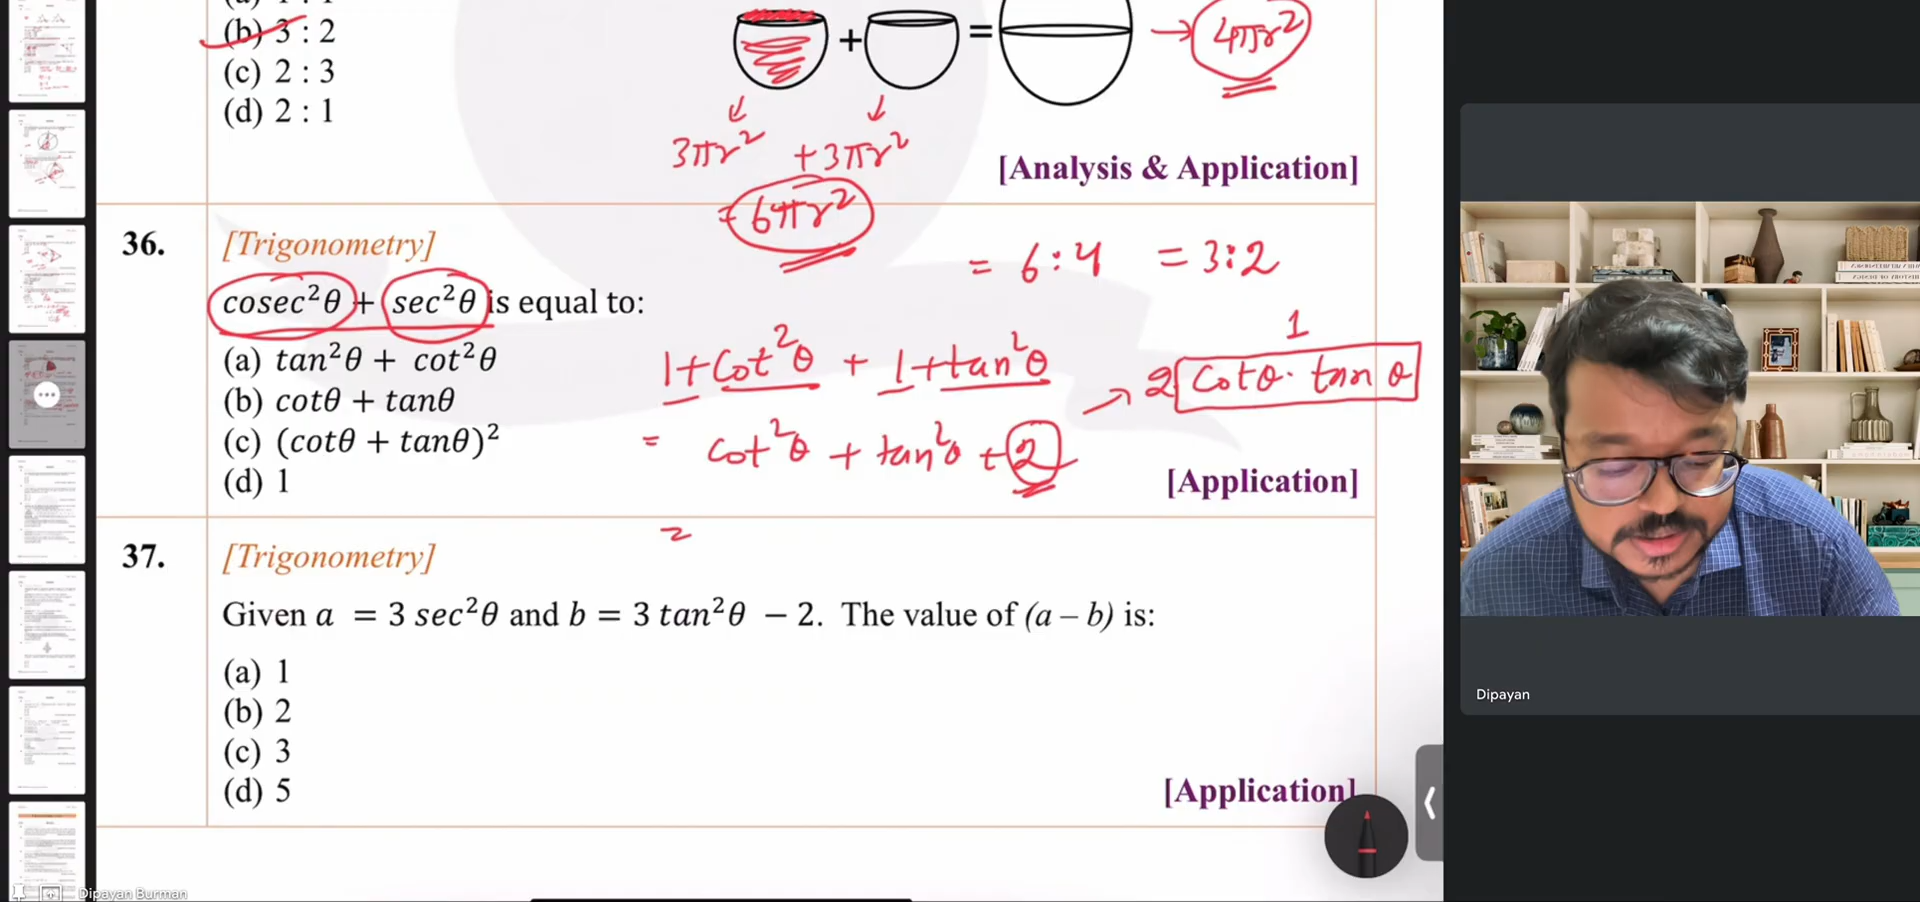 (b) 3 : 2
(c) 2 : 3
(d) 2 : 1
+ = → 4πr²
3πr² + 3πr²
= 6πr²
[Analysis & Application]
= 6:4 = 3:2
36.
[Trigonometry]
cosec²θ + sec²θ is equal to:
(a) tan²θ + cot²θ
(b) cotθ + tanθ
(c) (cotθ + tanθ)²
(d) 1
1+cot²θ + 1+tan²θ
1
→ 2 cotθ · tan θ
= cot²θ + tan²θ + 2
[Application]
=
37.
[Trigonometry]
Given a = 3 sec²θ and b = 3 tan²θ − 2. The value of (a – b) is:
(a) 1
(b) 2
(c) 3
(d) 5
[Application]
Dipayan
Dipayan Burman